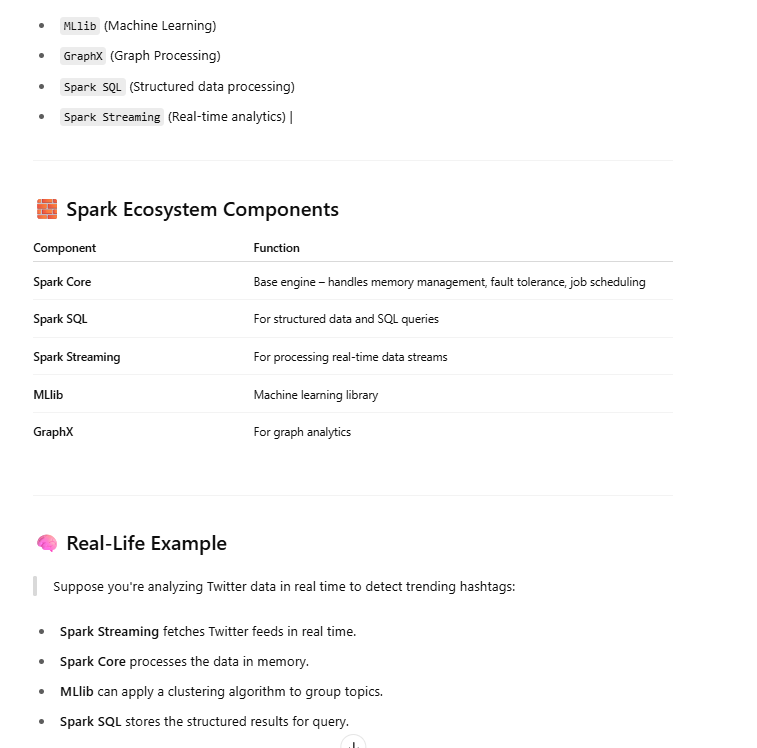 MLlib (Machine Learning)
GraphX (Graph Processing)
Spark SQL (Structured data processing)
Spark Streaming (Real-time analytics) |
Spark Ecosystem Components
Component Function
Spark Core Base engine – handles memory management, fault tolerance, job scheduling
Spark SQL For structured data and SQL queries
Spark Streaming For processing real-time data streams
MLlib Machine learning library
GraphX For graph analytics
Real-Life Example
Suppose you're analyzing Twitter data in real time to detect trending hashtags:
Spark Streaming fetches Twitter feeds in real time.
Spark Core processes the data in memory.
MLlib can apply a clustering algorithm to group topics.
Spark SQL stores the structured results for query.